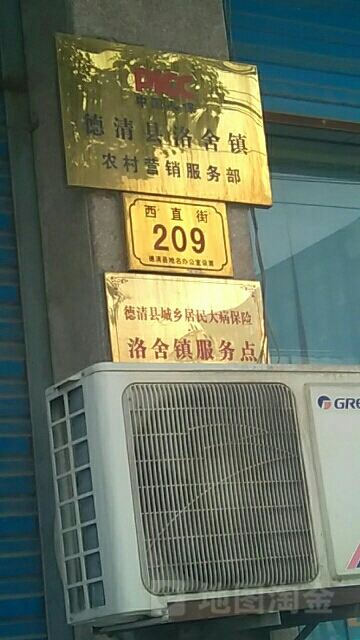 PICC
德清县洛舍镇
农村营销服务部
西直街
209
德清县地名办公室设置
德清县城乡居民大病保险
洛舍镇服务点
GRE
地图淘金